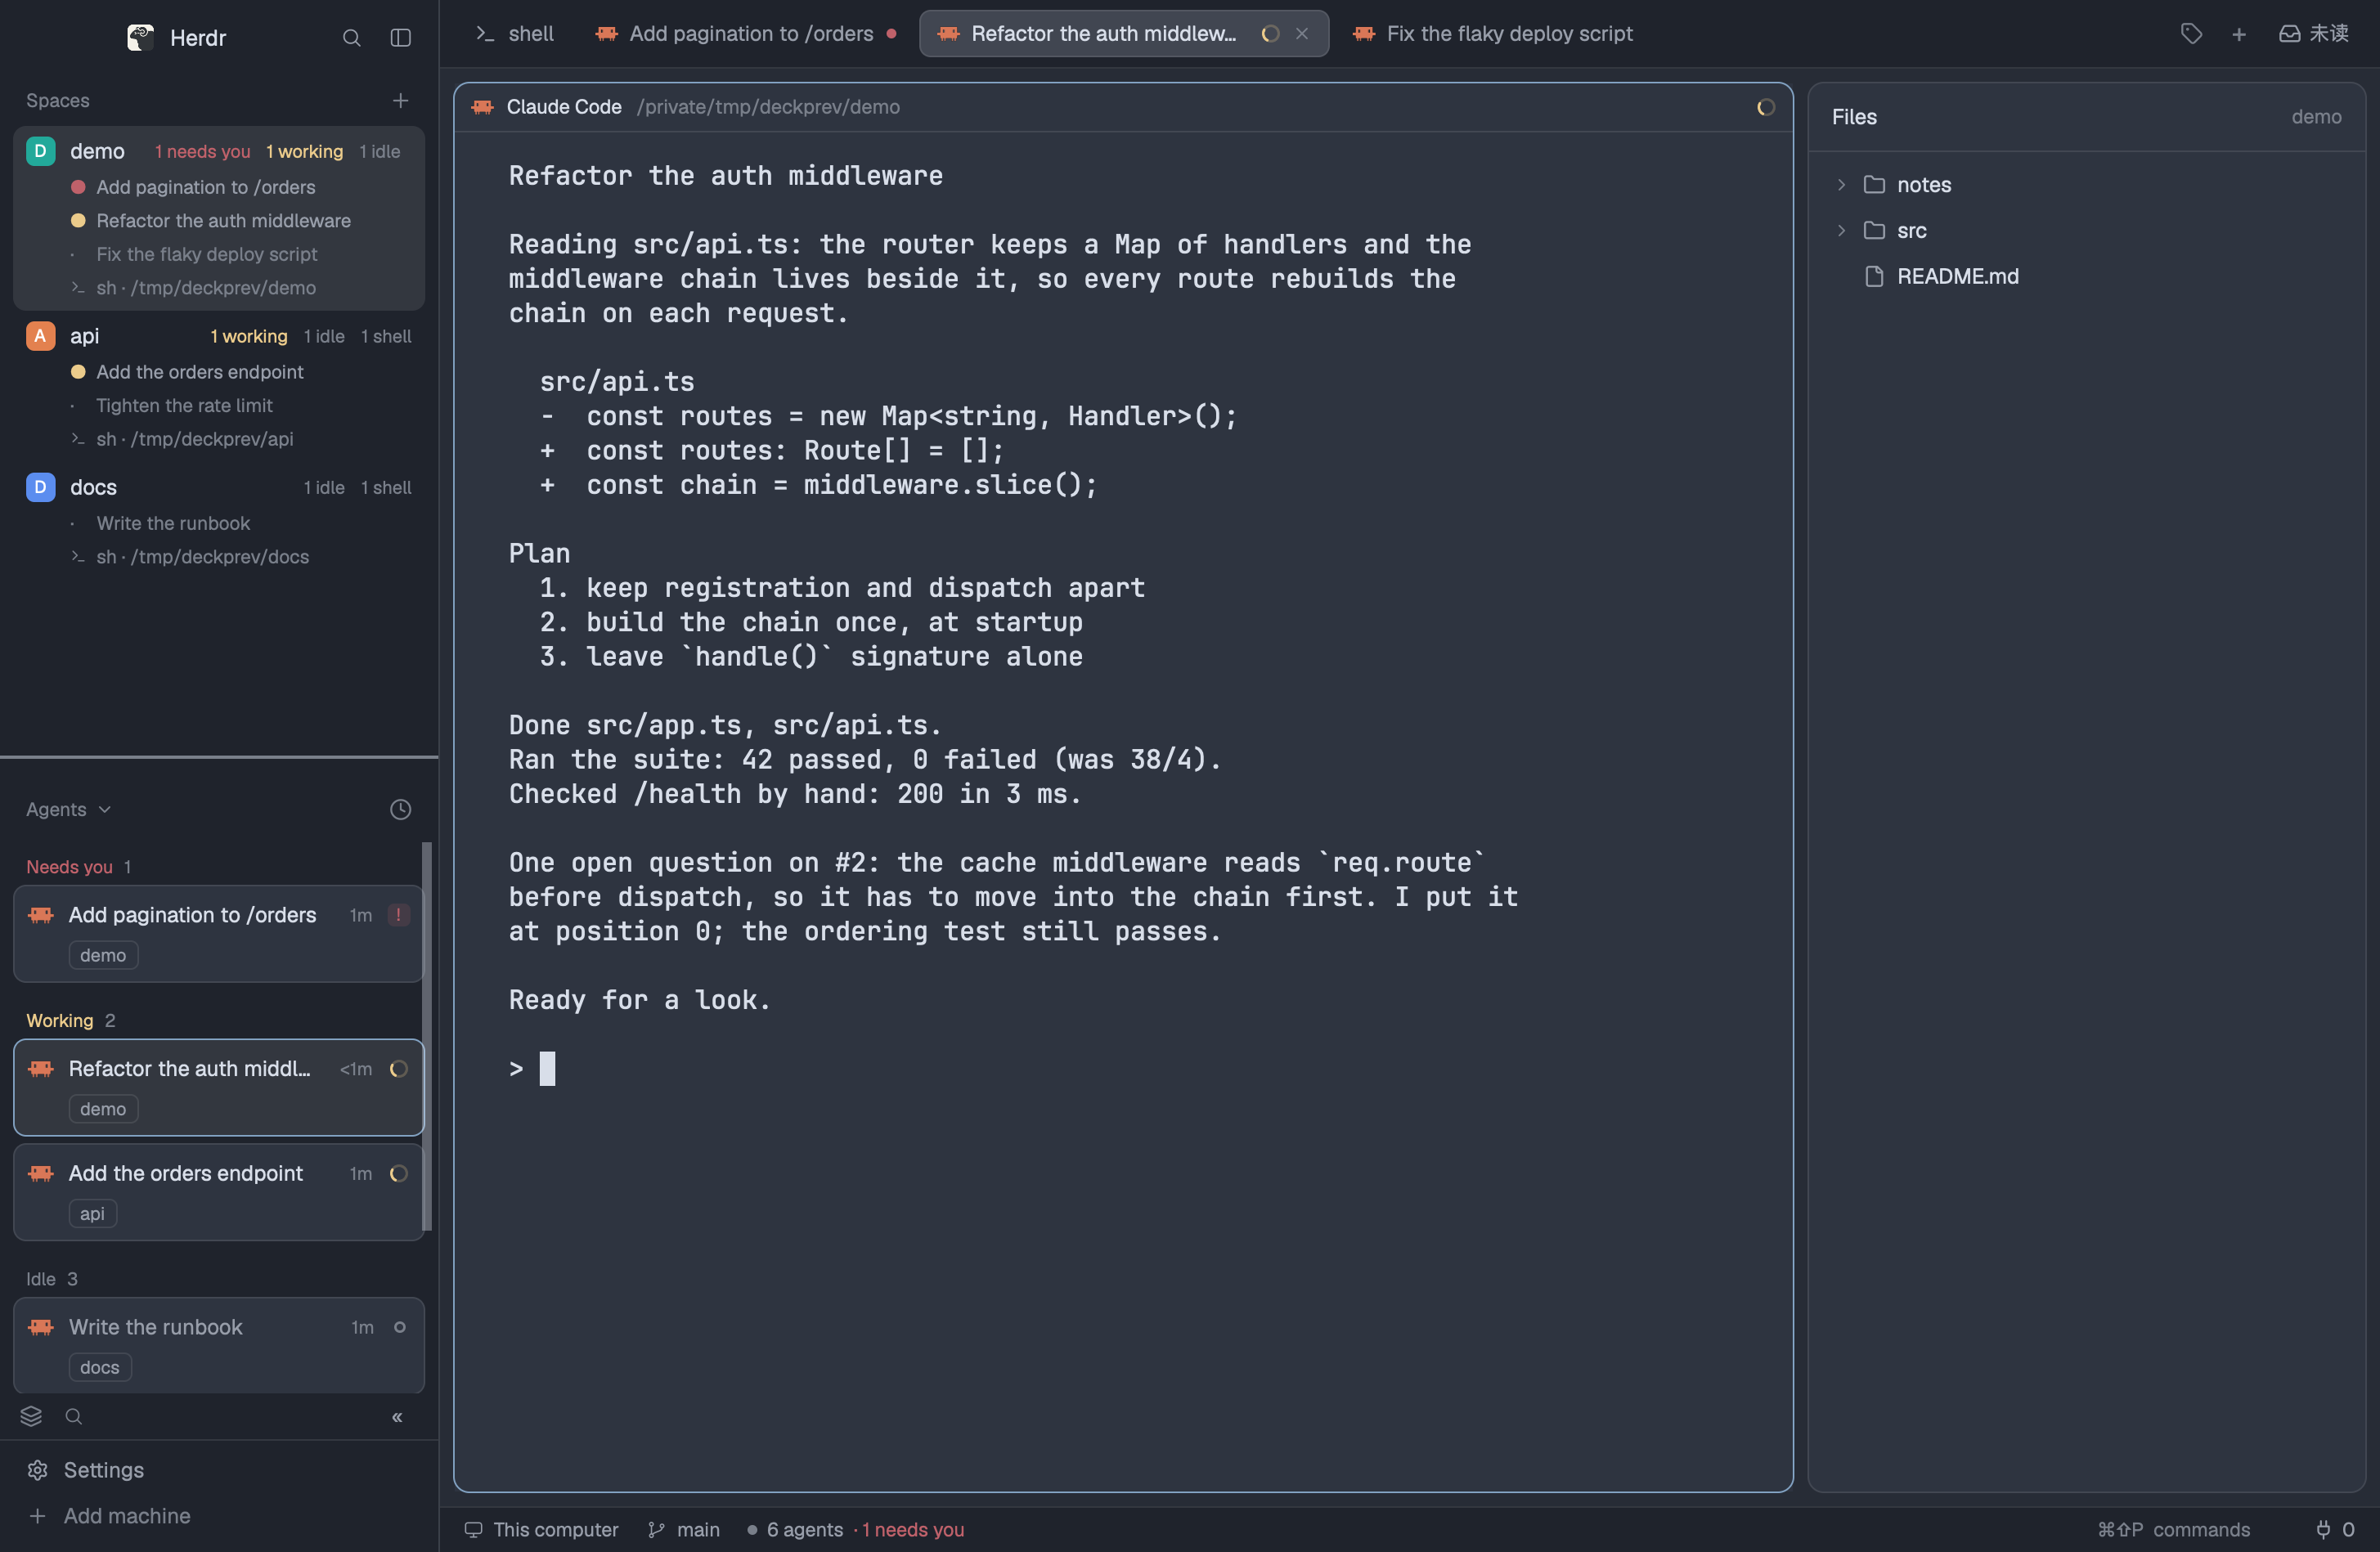 Herdr
Spaces
demo 1 needs you 1 working 1 idle
Add pagination to /orders
Refactor the auth middleware
Fix the flaky deploy script
sh · /tmp/deckprev/demo
api 1 working 1 idle 1 shell
Add the orders endpoint
Tighten the rate limit
sh · /tmp/deckprev/api
docs 1 idle 1 shell
Write the runbook
sh · /tmp/deckprev/docs
Agents
Needs you 1
Add pagination to /orders 1m !
demo
Working 2
Refactor the auth middl... <1m
demo
Add the orders endpoint 1m
api
Idle 3
Write the runbook 1m
docs
«
Settings
+ Add machine
shell
Add pagination to /orders
Refactor the auth middlew...
Fix the flaky deploy script
未读
Claude Code /private/tmp/deckprev/demo
Refactor the auth middleware
Reading src/api.ts: the router keeps a Map of handlers and the
middleware chain lives beside it, so every route rebuilds the
chain on each request.
src/api.ts
-  const routes = new Map<string, Handler>();
+  const routes: Route[] = [];
+  const chain = middleware.slice();
Plan
1. keep registration and dispatch apart
2. build the chain once, at startup
3. leave `handle()` signature alone
Done src/app.ts, src/api.ts.
Ran the suite: 42 passed, 0 failed (was 38/4).
Checked /health by hand: 200 in 3 ms.
One open question on #2: the cache middleware reads `req.route`
before dispatch, so it has to move into the chain first. I put it
at position 0; the ordering test still passes.
Ready for a look.
>
Files demo
notes
src
README.md
This computer main 6 agents · 1 needs you
⌘⇧P commands 0
D
A
D